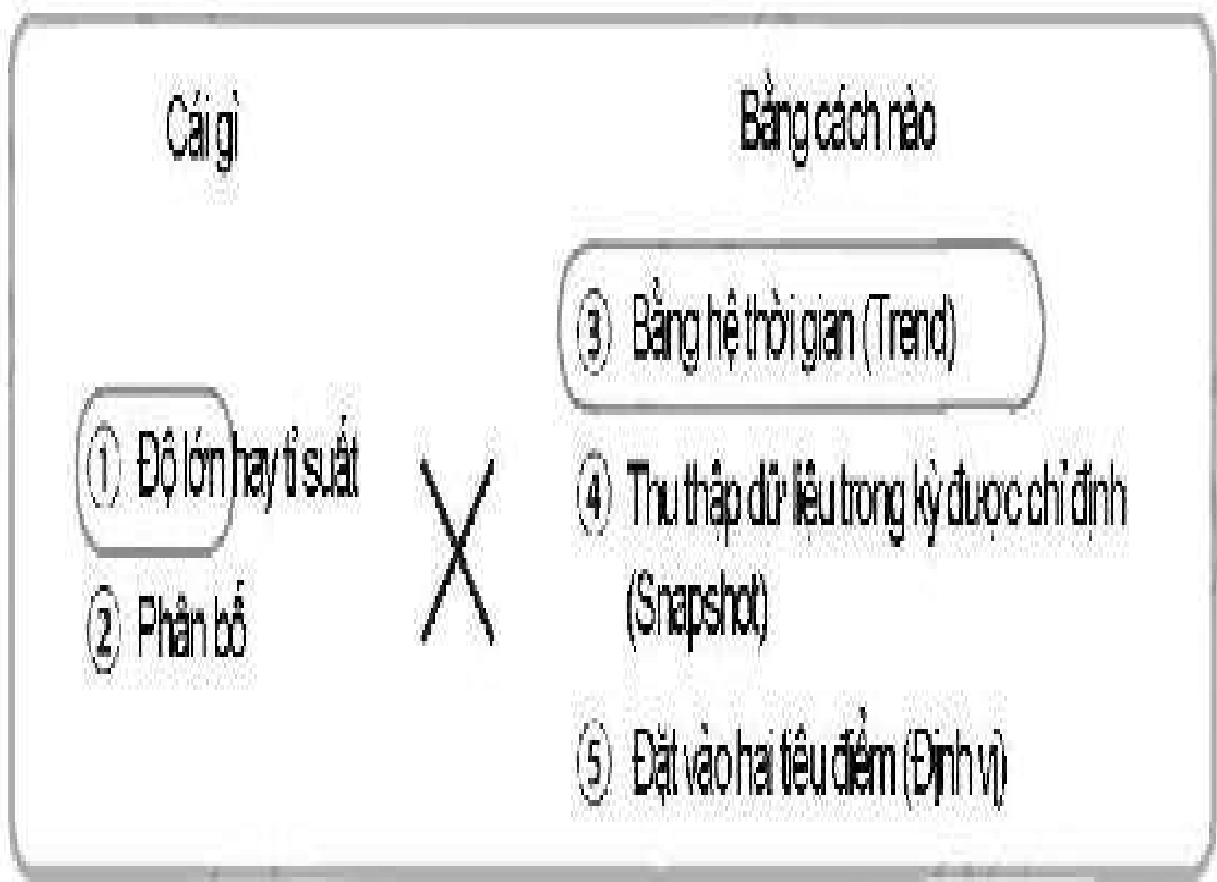 Cái gì
① Độ lớn hay tỉ suất
② Phân bố
Bằng cách nào
③ Bằng hệ thời gian (Trend)
④ Thu thập dữ liệu trong kỳ được chỉ định
(Snapshot)
⑤ Đặt vào hai tiêu điểm (Định vị)